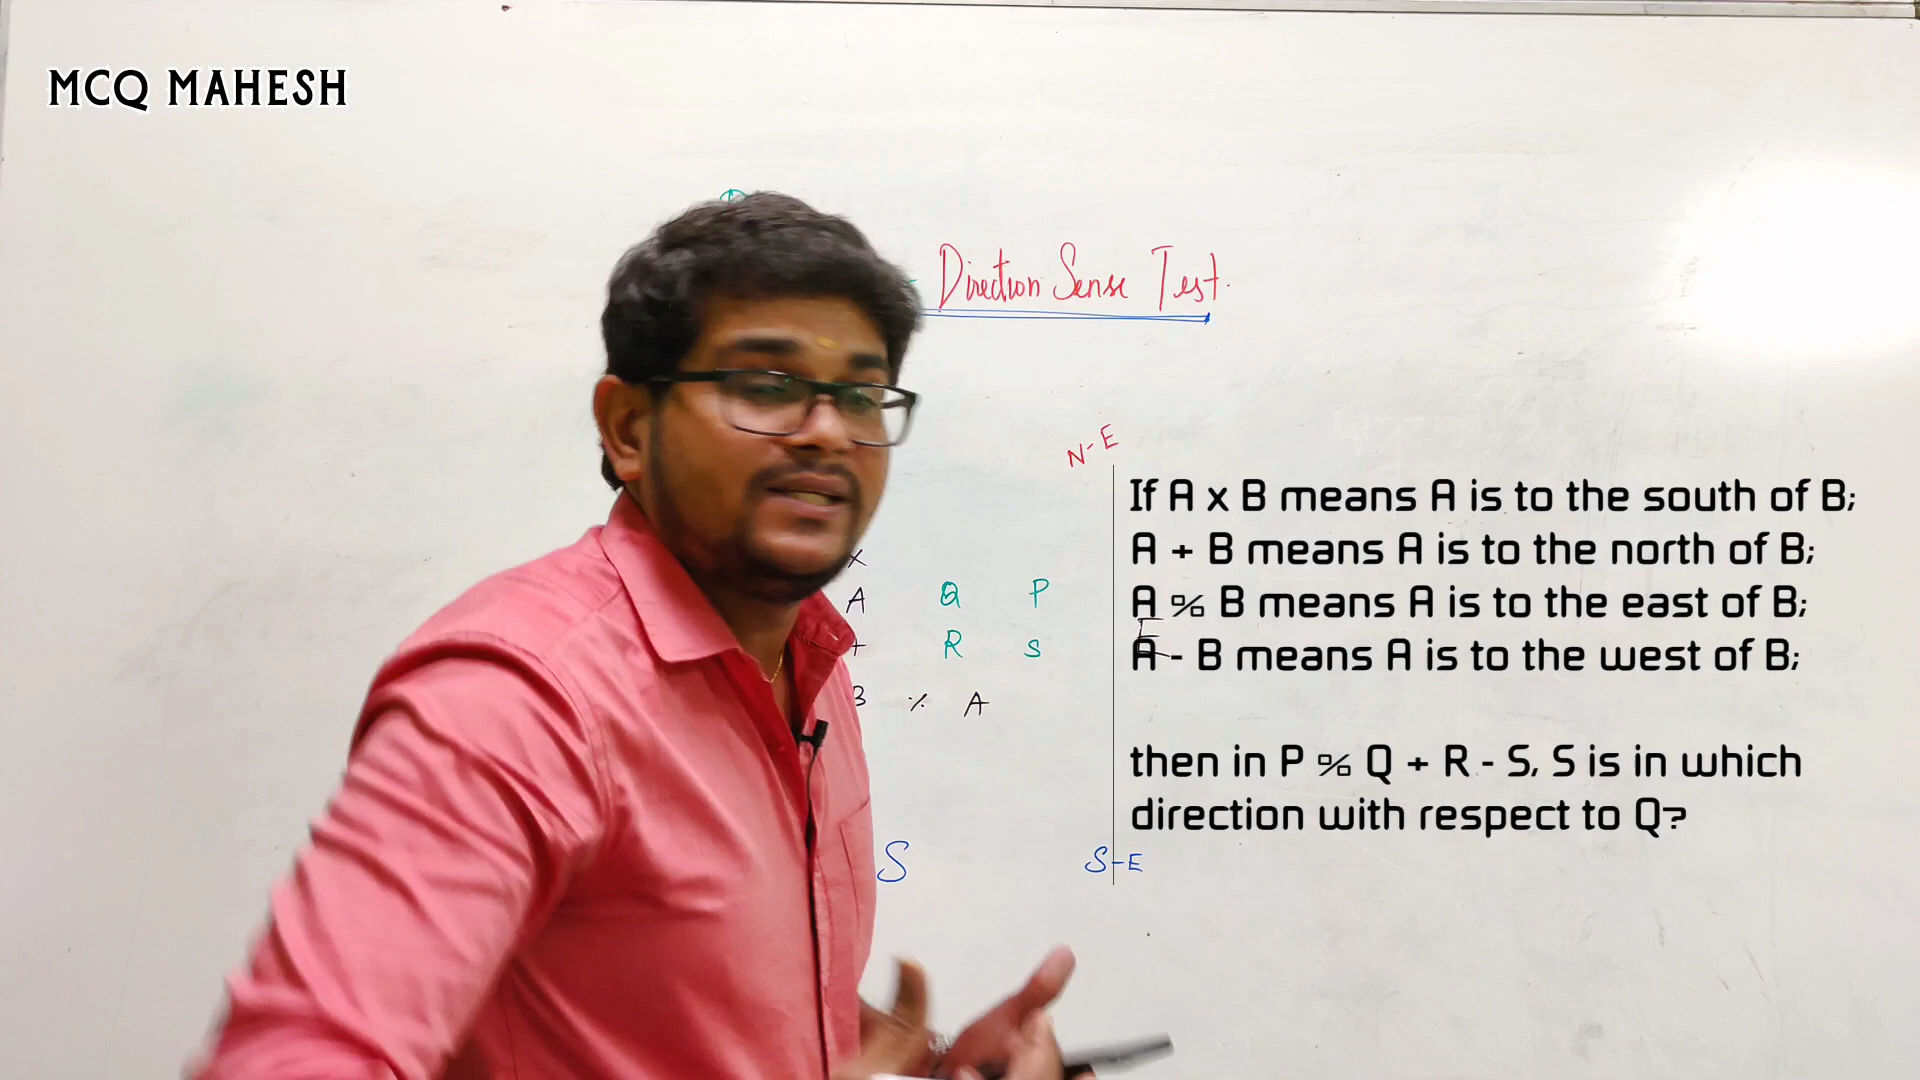 MCQ MAHESH
Direction Sense Test.
N-E
If A x B means A is to the south of B;
A + B means A is to the north of B;
A % B means A is to the east of B;
E
A - B means A is to the west of B;
x
A Q P
+ R S
B % A
then in P % Q + R - S, S is in which
direction with respect to Q?
S S-E